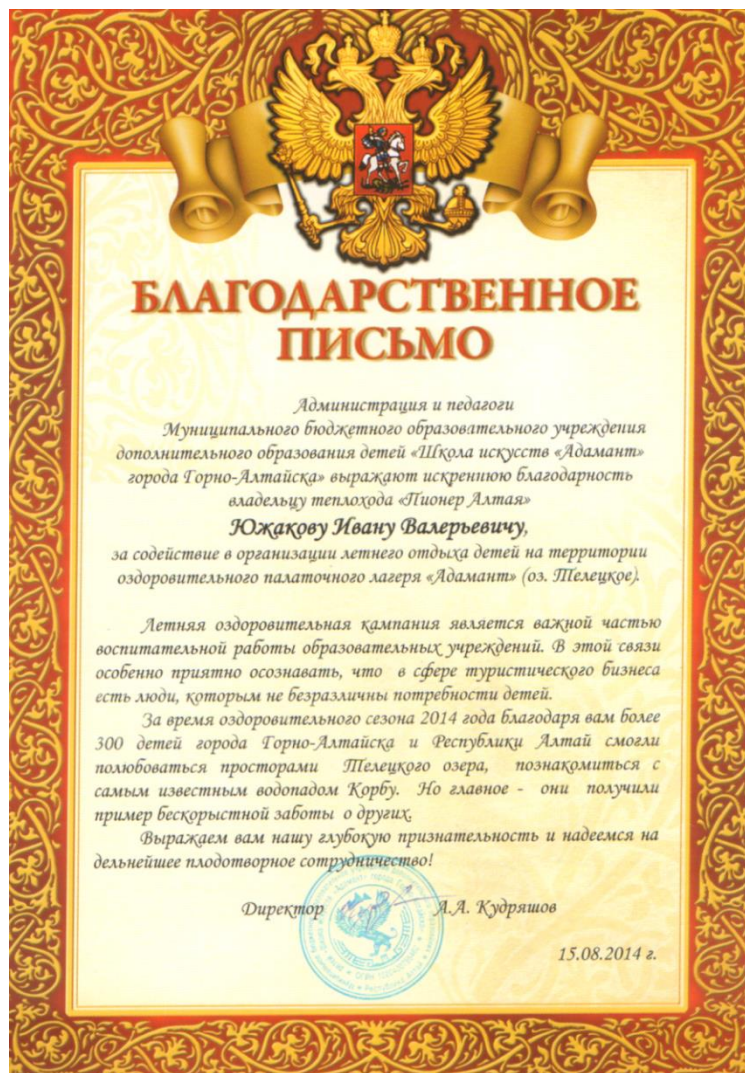 БЛАГОДАРСТВЕННОЕ
ПИСЬМО
Администрация и педагоги
Муниципального бюджетного образовательного учреждения
дополнительного образования детей «Школа искусств «Адамант»
города Горно-Алтайска» выражают искреннюю благодарность
владельцу теплохода «Пионер Алтая»
Южакову Ивану Валерьевичу,
за содействие в организации летнего отдыха детей на территории
оздоровительного палаточного лагеря «Адамант» (оз. Телецкое).
Летняя оздоровительная кампания является важной частью
воспитательной работы образовательных учреждений. В этой связи
особенно приятно осознавать, что в сфере туристического бизнеса
есть люди, которым не безразличны потребности детей.
За время оздоровительного сезона 2014 года благодаря вам более
300 детей города Горно-Алтайска и Республики Алтай смогли
полюбоваться просторами Телецкого озера, познакомиться с
самым известным водопадом Корбу. Но главное - они получили
пример бескорыстной заботы о других.
Выражаем вам нашу глубокую признательность и надеемся на
дельнейшее плодотворное сотрудничество!
Директор А.А. Кудряшов
15.08.2014 г.